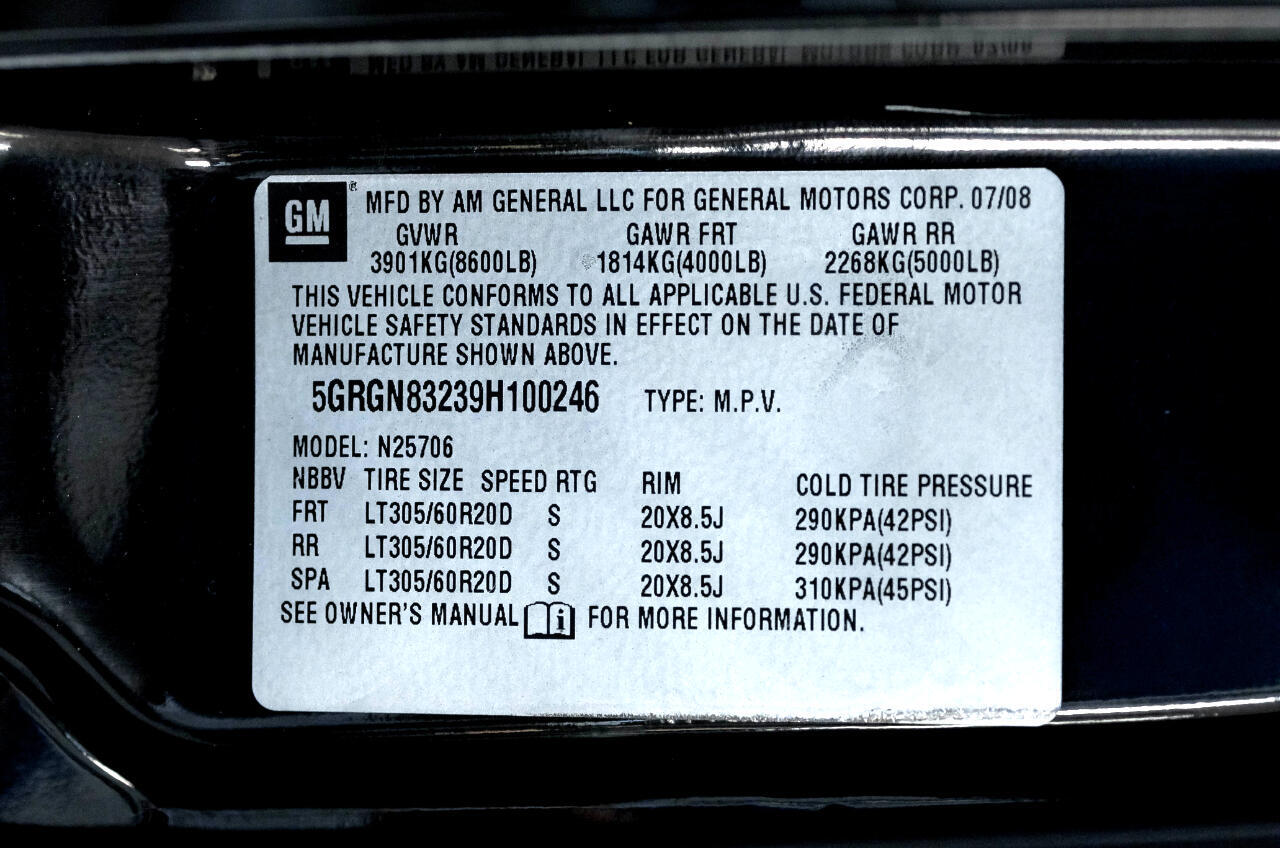 GM® MFD BY AM GENERAL LLC FOR GENERAL MOTORS CORP. 07/08
GVWR GAWR FRT GAWR RR
3901KG(8600LB) 1814KG(4000LB) 2268KG(5000LB)
THIS VEHICLE CONFORMS TO ALL APPLICABLE U.S. FEDERAL MOTOR
VEHICLE SAFETY STANDARDS IN EFFECT ON THE DATE OF
MANUFACTURE SHOWN ABOVE.
5GRGN83239H100246 TYPE: M.P.V.
MODEL: N25706
NBBV TIRE SIZE SPEED RTG RIM COLD TIRE PRESSURE
FRT LT305/60R20D S 20X8.5J 290KPA(42PSI)
RR LT305/60R20D S 20X8.5J 290KPA(42PSI)
SPA LT305/60R20D S 20X8.5J 310KPA(45PSI)
SEE OWNER'S MANUAL i FOR MORE INFORMATION.